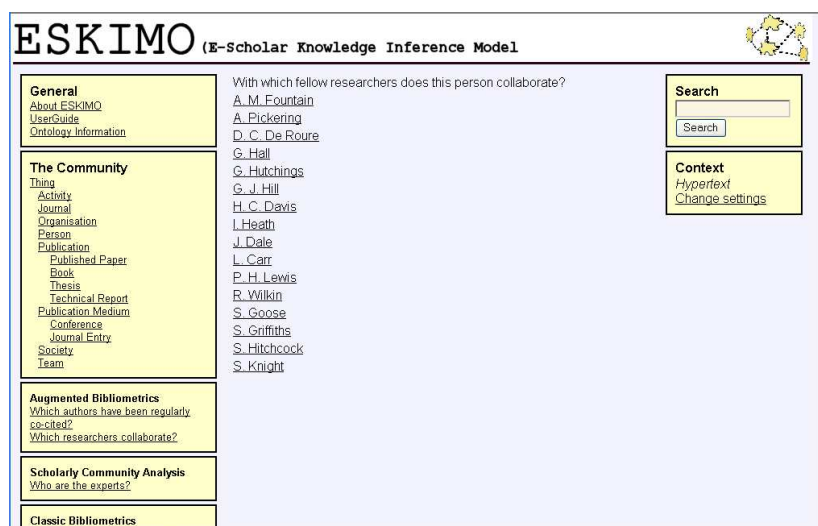 ESKIMO (E-Scholar Knowledge Inference Model
General
About ESKIMO
UserGuide
Ontology Information
The Community
Thing
Activity
Journal
Organisation
Person
Publication
Published Paper
Book
Thesis
Technical Report
Publication Medium
Conference
Journal Entry
Society
Team
Augmented Bibliometrics
Which authors have been regularly
co-cited?
Which researchers collaborate?
Scholarly Community Analysis
Who are the experts?
Classic Bibliometrics
With which fellow researchers does this person collaborate?
A. M. Fountain
A. Pickering
D. C. De Roure
G. Hall
G. Hutchings
G. J. Hill
H. C. Davis
I. Heath
J. Dale
L. Carr
P. H. Lewis
R. Wilkin
S. Goose
S. Griffiths
S. Hitchcock
S. Knight
Search
Search
Context
Hypertext
Change settings